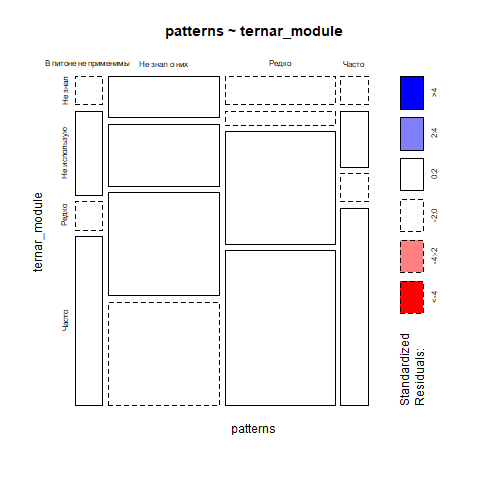 patterns ~ ternar_module
В питоне не применимы
Не знал о них
Редко
Часто
Не знал
Не использую
Редко
Часто
ternar_module
patterns
>4
2:4
0:2
-2:0
-4:-2
<-4
Standardized
Residuals: